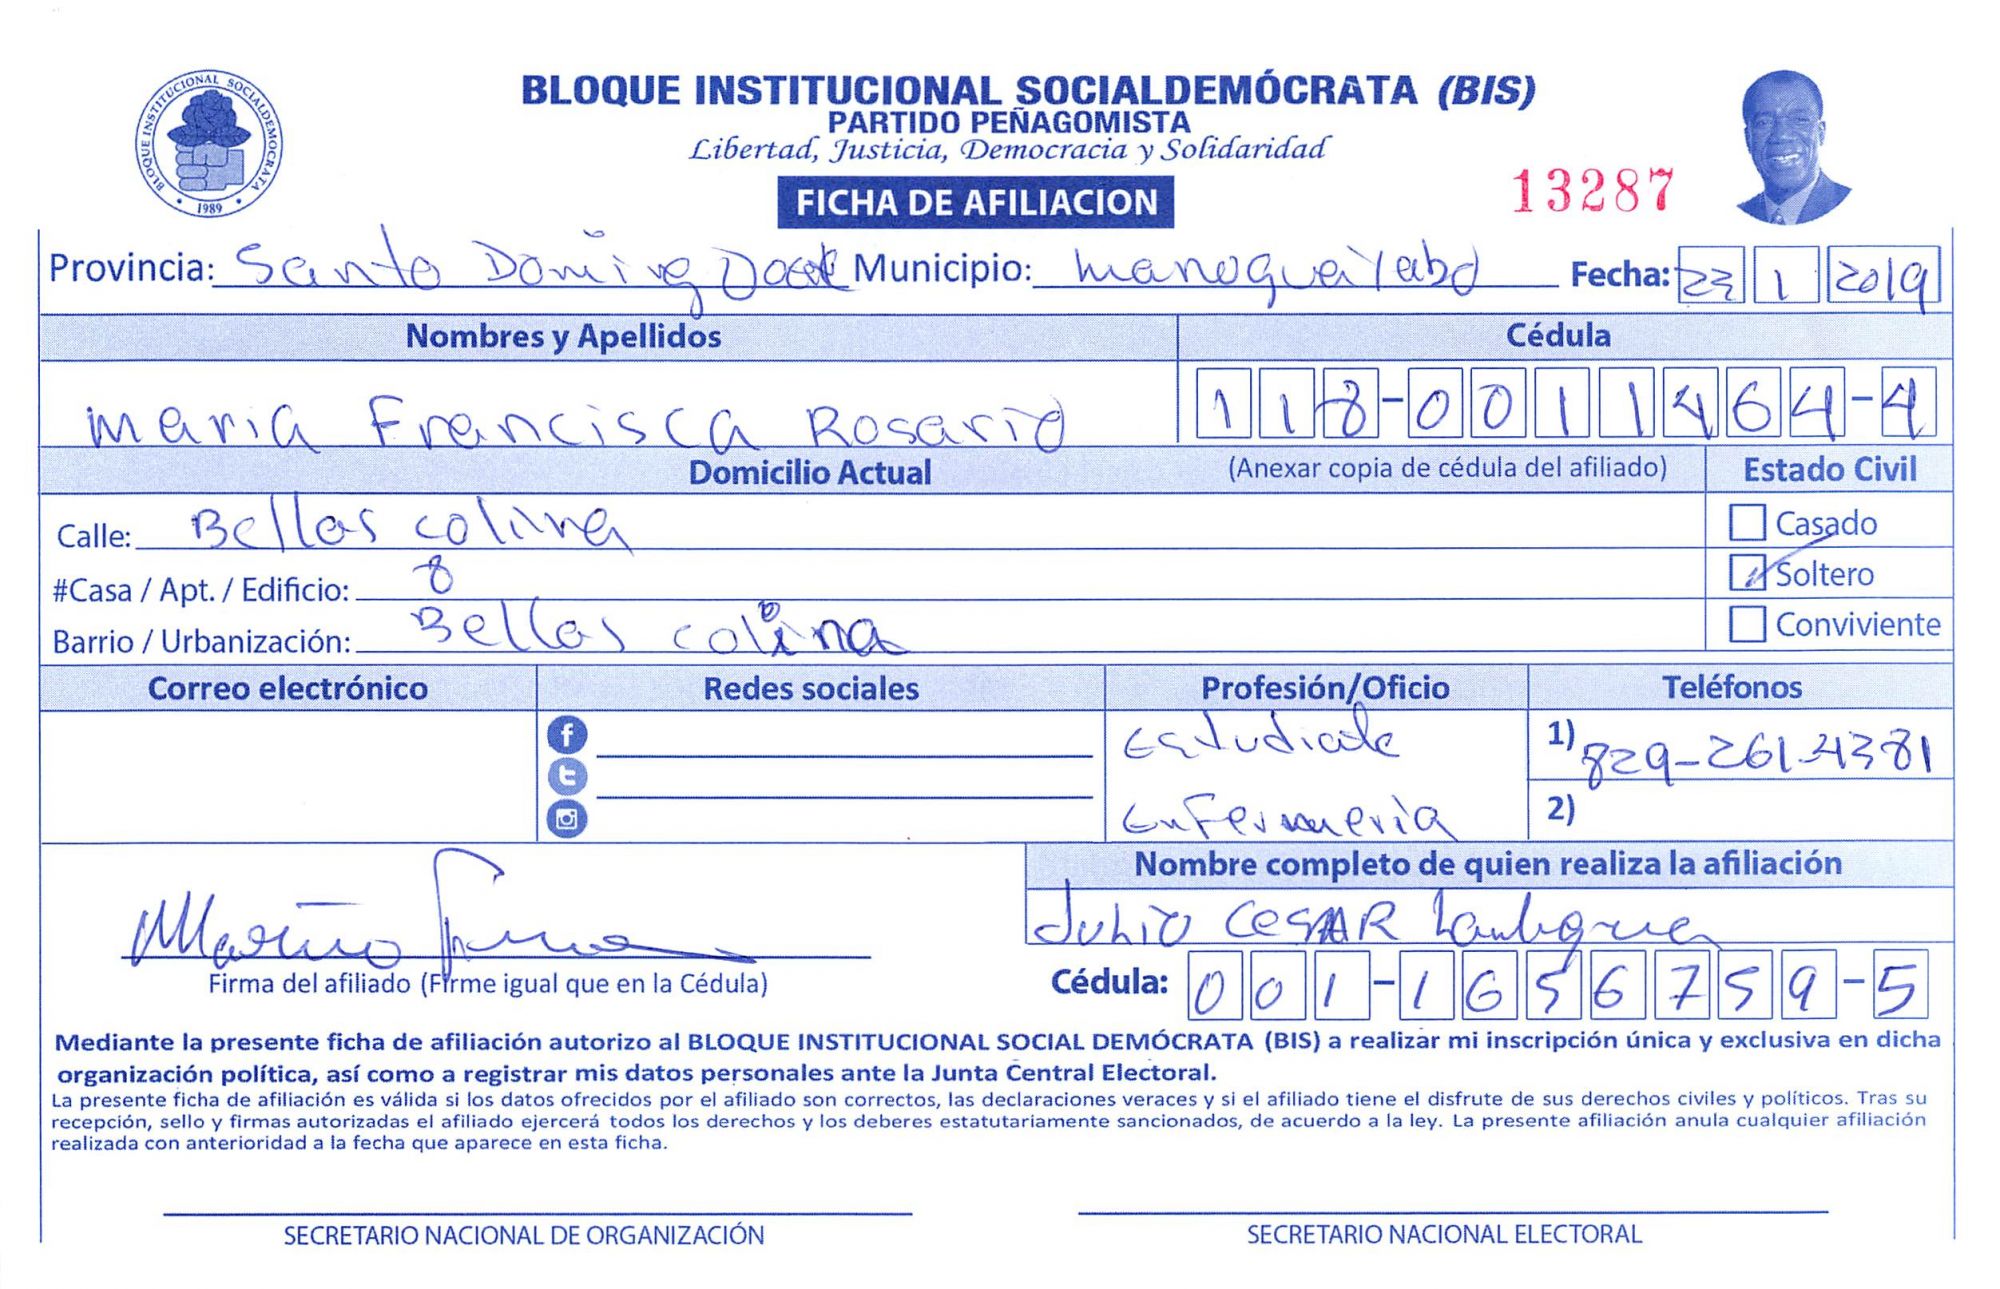 BLOQUE INSTITUCIONAL SOCIALDEMÓCRATA (BIS)
PARTIDO PEÑAGOMISTA
Libertad, Justicia, Democracia y Solidaridad
BLOQUE INSTITUCIONAL SOCIALDEMOCRATA
• 1989 •
FICHA DE AFILIACION
13287
Provincia: Santo Domingo Municipio: manoguayabo Fecha: 23 1 2019
Nombres y Apellidos Cédula
Maria Francisca Rosario 118-0011464-4
Domicilio Actual (Anexar copia de cédula del afiliado) Estado Civil
Calle: Bellas colina Casado
#Casa / Apt. / Edificio: 8 Soltero
Barrio / Urbanización: Bellas colina Conviviente
Correo electrónico Redes sociales Profesión/Oficio Teléfonos
Estudiante 1) 829-261-4381
Enfermeria 2)
Nombre completo de quien realiza la afiliación
Julio CESAR
Firma del afiliado (Firme igual que en la Cédula) Cédula: 001-1656759-5
Mediante la presente ficha de afiliación autorizo al BLOQUE INSTITUCIONAL SOCIAL DEMÓCRATA (BIS) a realizar mi inscripción única y exclusiva en dicha
organización política, así como a registrar mis datos personales ante la Junta Central Electoral.
La presente ficha de afiliación es válida si los datos ofrecidos por el afiliado son correctos, las declaraciones veraces y si el afiliado tiene el disfrute de sus derechos civiles y políticos. Tras su
recepción, sello y firmas autorizadas el afiliado ejercerá todos los derechos y los deberes estatutariamente sancionados, de acuerdo a la ley. La presente afiliación anula cualquier afiliación
realizada con anterioridad a la fecha que aparece en esta ficha.
SECRETARIO NACIONAL DE ORGANIZACIÓN SECRETARIO NACIONAL ELECTORAL